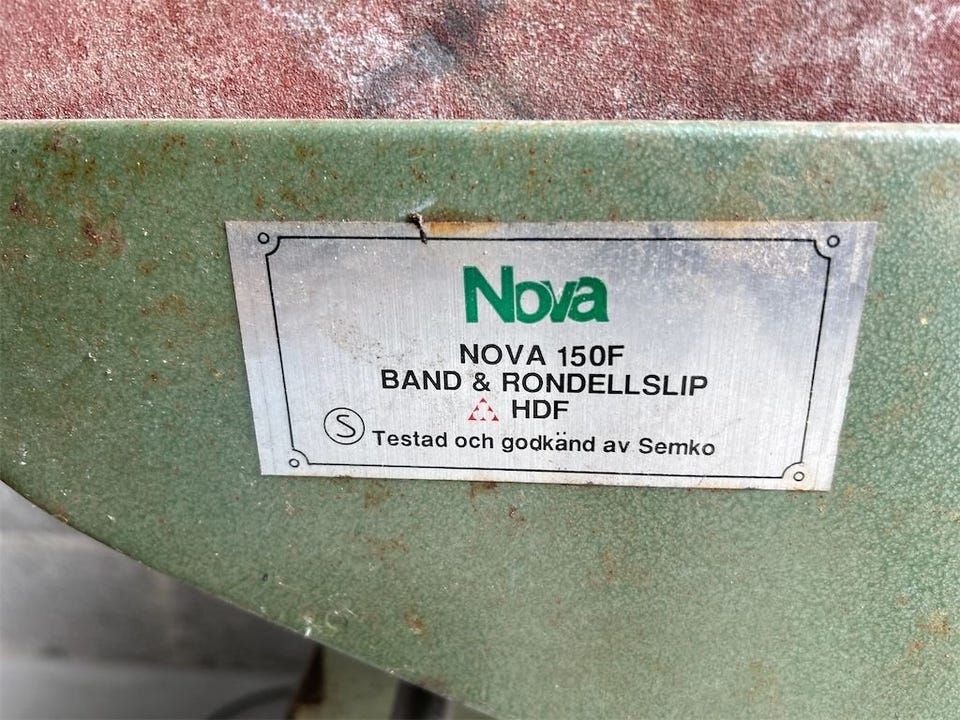 Nova
NOVA 150F
BAND & RONDELLSLIP
HDF
S Testad och godkänd av Semko